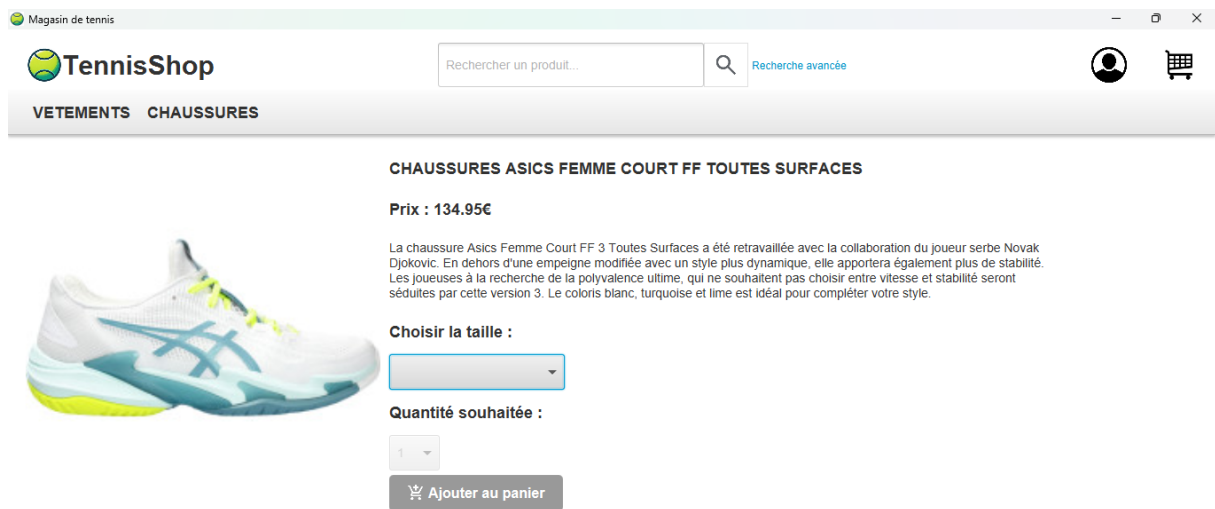 Magasin de tennis
TennisShop
Rechercher un produit...
Recherche avancée
VETEMENTS CHAUSSURES
CHAUSSURES ASICS FEMME COURT FF TOUTES SURFACES
Prix : 134.95€
La chaussure Asics Femme Court FF 3 Toutes Surfaces a été retravaillée avec la collaboration du joueur serbe Novak
Djokovic. En dehors d'une empeigne modifiée avec un style plus dynamique, elle apportera également plus de stabilité.
Les joueuses à la recherche de la polyvalence ultime, qui ne souhaitent pas choisir entre vitesse et stabilité seront
séduites par cette version 3. Le coloris blanc, turquoise et lime est idéal pour compléter votre style.
Choisir la taille :
Quantité souhaitée :
1
Ajouter au panier